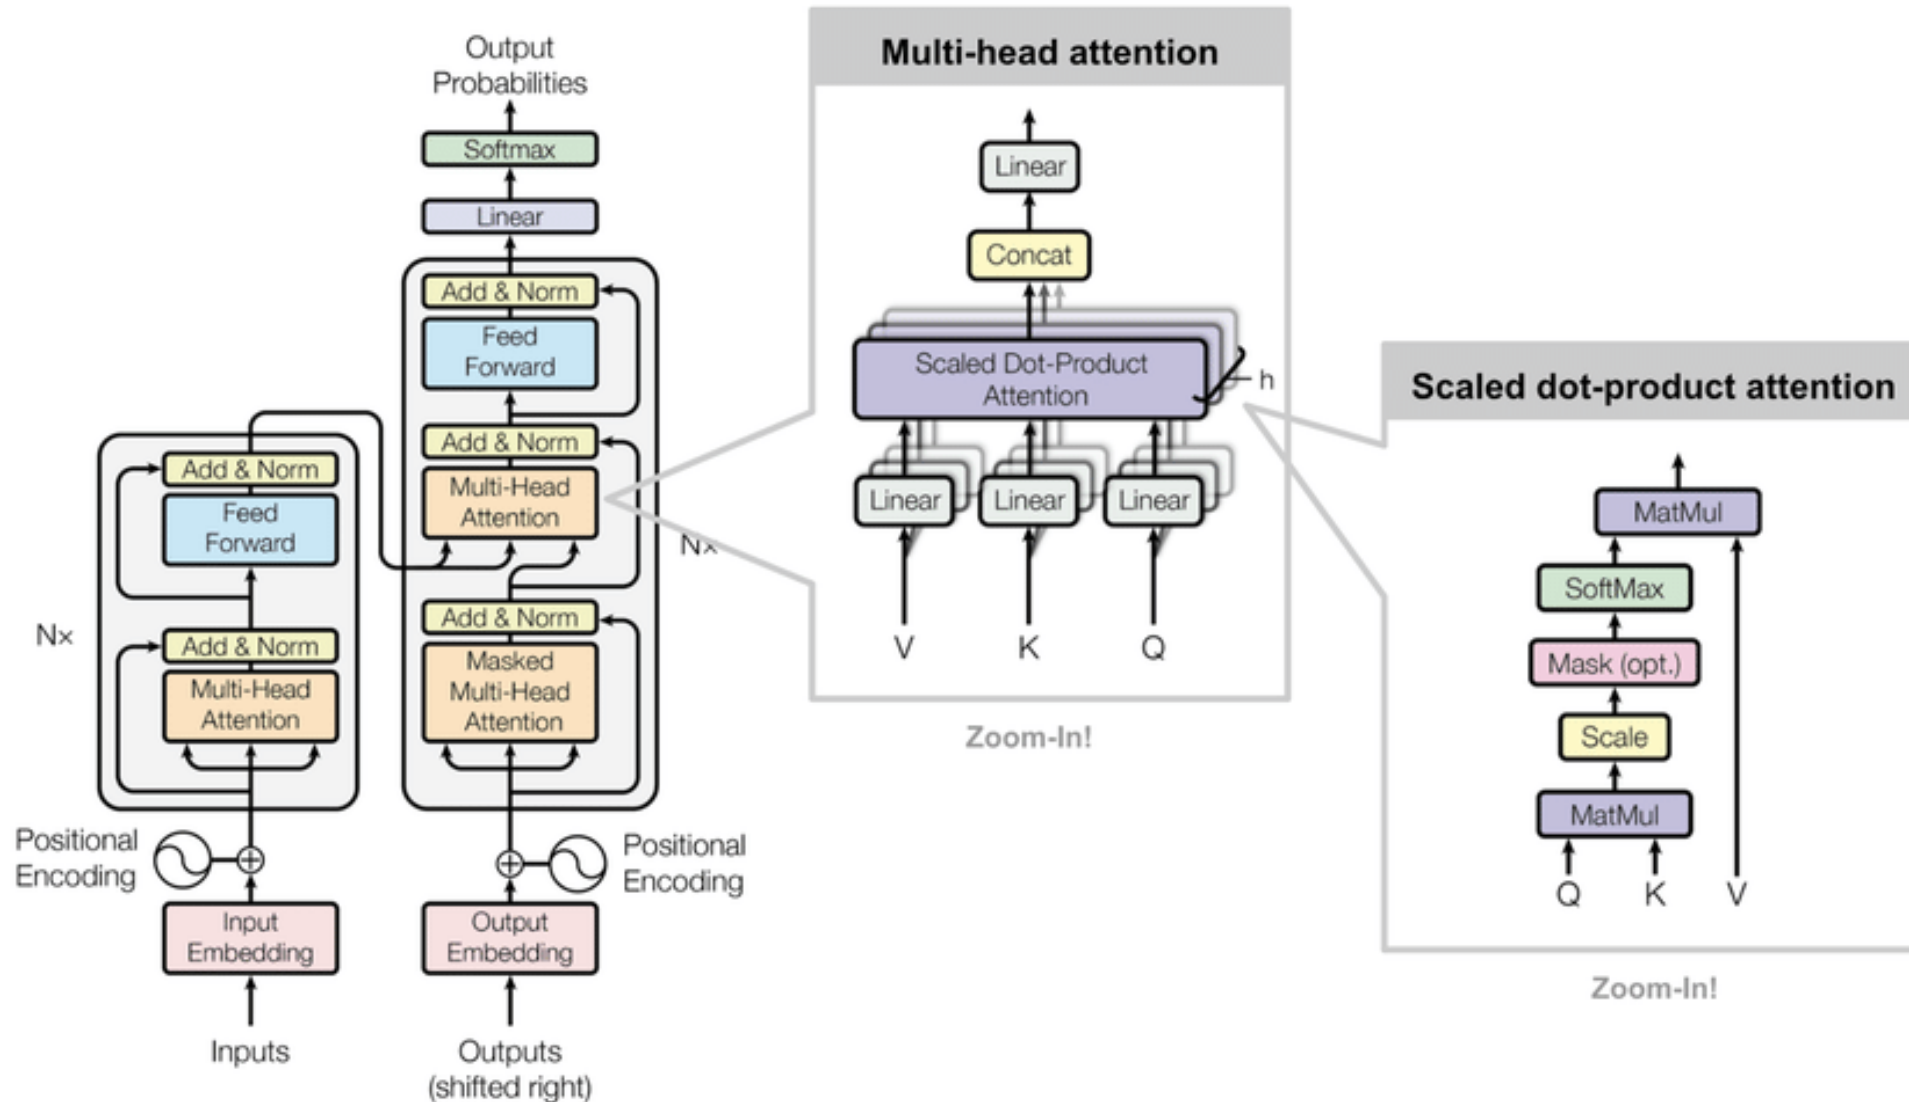 Output
Probabilities
Softmax
Linear
Add & Norm
Feed
Forward
Add & Norm
Multi-Head
Attention
Nx
Add & Norm
Masked
Multi-Head
Attention
Positional
Encoding
Output
Embedding
Outputs
(shifted right)
Add & Norm
Feed
Forward
Nx
Add & Norm
Multi-Head
Attention
Positional
Encoding
Input
Embedding
Inputs
Multi-head attention
Linear
Concat
Scaled Dot-Product
Attention
h
Linear Linear Linear
V K Q
Zoom-In!
Scaled dot-product attention
MatMul
SoftMax
Mask (opt.)
Scale
MatMul
Q K V
Zoom-In!